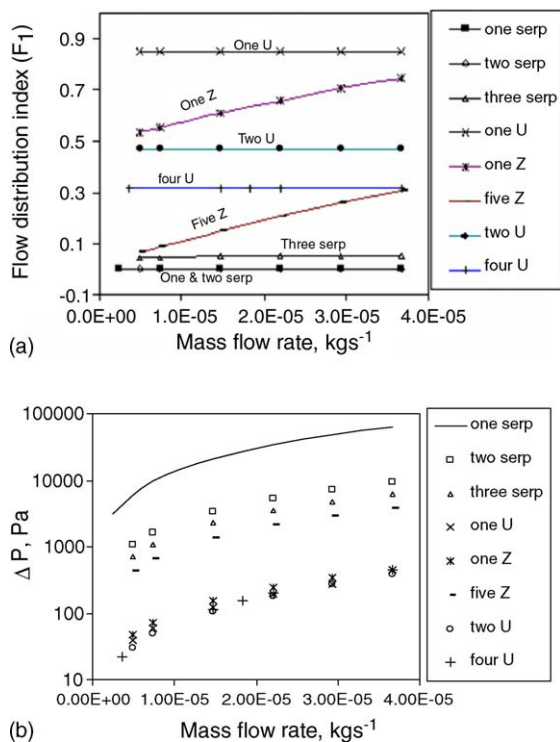 Flow distribution index (F1)
0.9
0.7
0.5
0.3
0.1
-0.1
One U
One Z
Two U
four U
Five Z
Three serp
One & two serp
0.0E+00 1.0E-05 2.0E-05 3.0E-05 4.0E-05
Mass flow rate, kgs-1
(a)
one serp
two serp
three serp
one U
one Z
five Z
two U
four U
Δ P, Pa
100000
10000
1000
100
10
0.00E+00 1.00E-05 2.00E-05 3.00E-05 4.00E-05
Mass flow rate, kgs-1
(b)
one serp
two serp
three serp
one U
one Z
five Z
two U
four U